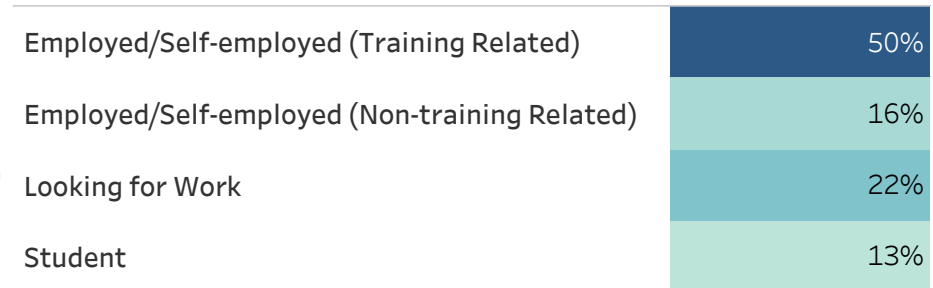 Employed/Self-employed (Training Related) 50%
Employed/Self-employed (Non-training Related) 16%
Looking for Work 22%
Student 13%